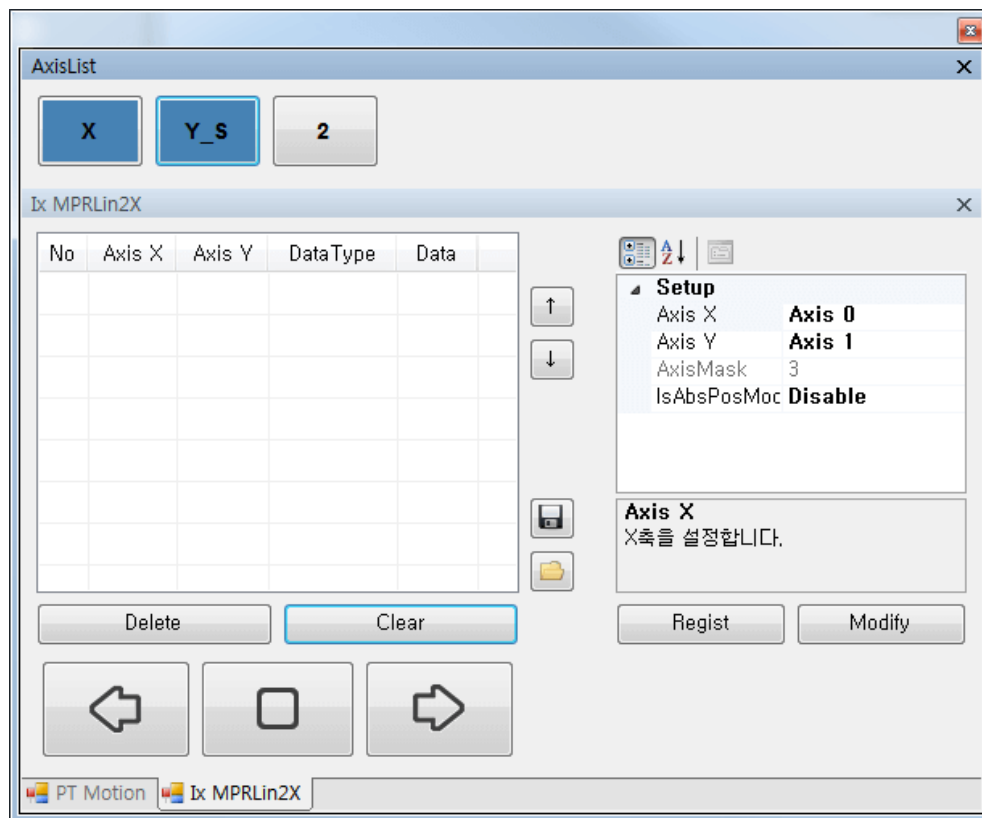 AxisList
X Y_S 2
Ix MPRLin2X
No Axis X Axis Y DataType Data
Setup
Axis X Axis 0
Axis Y Axis 1
AxisMask 3
IsAbsPosMoc Disable
Axis X
X축을 설정합니다.
Delete Clear Regist Modify
PT Motion Ix MPRLin2X